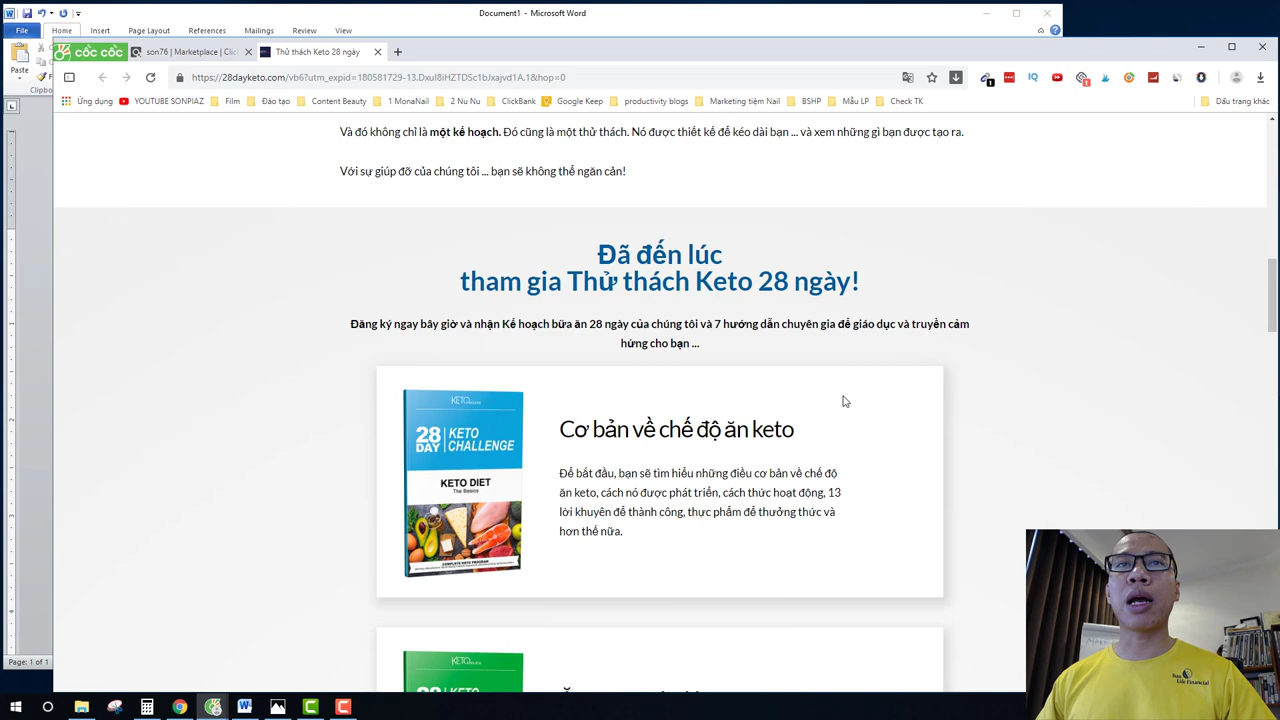 Document1 - Microsoft Word
File Home Insert Page Layout References Mailings Review View
CỐC CỐC son76 | Marketplace | Clic Thử thách Keto 28 ngày
https://28dayketo.com/vb6?utm_expid=180581729-13.DxuI8iHZTDSc1bJxajvd1A.1&hop=0
Paste
Clipboa
Ứng dụng YOUTUBE SONPIAZ Film Đào tạo Content Beauty 1 MonaNail 2 Nu Nu ClickBank Google Keep productivity blogs Marketing tiệm Nail BSHP Mẫu LP Check TK Dấu trang khác
Và đó không chỉ là một kế hoạch. Đó cũng là một thử thách. Nó được thiết kế để kéo dài bạn ... và xem những gì bạn được tạo ra.
Với sự giúp đỡ của chúng tôi ... bạn sẽ không thể ngăn cản!
Đã đến lúc
tham gia Thử thách Keto 28 ngày!
Đăng ký ngay bây giờ và nhận Kế hoạch bữa ăn 28 ngày của chúng tôi và 7 hướng dẫn chuyên gia để giáo dục và truyền cảm
hứng cho bạn ...
KETO
28 DAY KETO CHALLENGE
KETO DIET
The Basics
COMPLETE KETO PROGRAM
Cơ bản về chế độ ăn keto
Để bắt đầu, bạn sẽ tìm hiểu những điều cơ bản về chế độ
ăn keto, cách nó được phát triển, cách thức hoạt động, 13
lời khuyên để thành công, thực phẩm để thưởng thức và
hơn thế nữa.
KETO
Page: 1 of 1
Life Financial